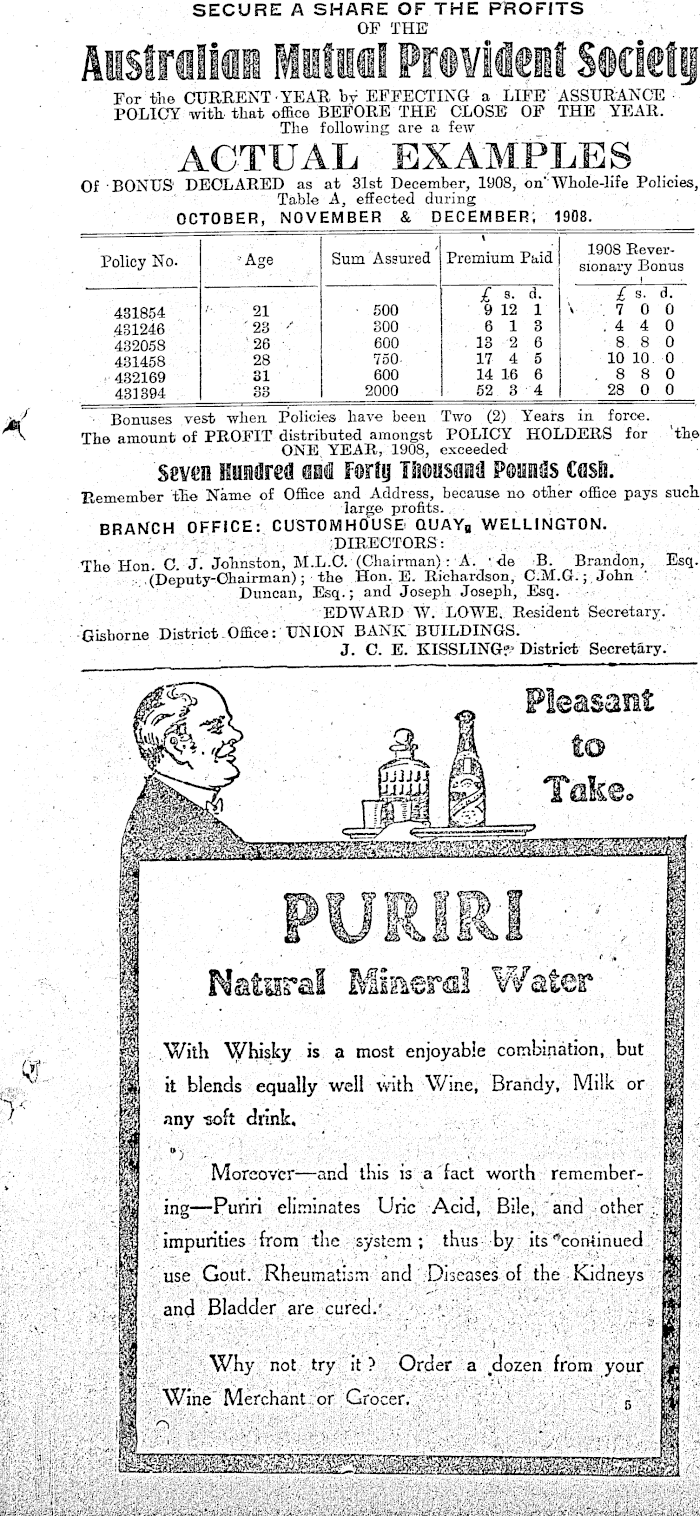 SECURE A SHARE OF THE PROFITS
OF THE
Australian Mutual Provident Society
For the CURRENT YEAR by EFFECTING a LIFE ASSURANCE
POLICY with that office BEFORE THE CLOSE OF THE YEAR.
The following are a few
ACTUAL EXAMPLES
Of BONUS DECLARED as at 31st December, 1908, on Whole-life Policies,
Table A, effected during
OCTOBER, NOVEMBER & DECEMBER, 1908.
Policy No. Age Sum Assured Premium Paid 1908 Rever-
sionary Bonus
£ s. d. £ s. d.
431854 21 500 9 12 1 7 0 0
431246 23 300 6 1 3 4 4 0
432058 26 600 13 2 6 8 8 0
431458 28 750 17 4 5 10 10 0
432169 31 600 14 16 6 8 8 0
431394 33 2000 52 3 4 28 0 0
Bonuses vest when Policies have been Two (2) Years in force.
The amount of PROFIT distributed amongst POLICY HOLDERS for the
ONE YEAR, 1908, exceeded
Seven Hundred and Forty Thousand Pounds Cash.
Remember the Name of Office and Address, because no other office pays such
large profits.
BRANCH OFFICE: CUSTOMHOUSE QUAY, WELLINGTON.
DIRECTORS:
The Hon. C. J. Johnston, M.L.C. (Chairman): A. de B. Brandon, Esq.
(Deputy-Chairman); the Hon. E. Richardson, C.M.G.; John
Duncan, Esq.; and Joseph Joseph, Esq.
EDWARD W. LOWE, Resident Secretary.
Gisborne District Office: UNION BANK BUILDINGS.
J. C. E. KISSLING, District Secretary.
Pleasant
to
Take.
PURIRI
Natural Mineral Water
With Whisky is a most enjoyable combination, but
it blends equally well with Wine, Brandy, Milk or
any soft drink.
Moreover—and this is a fact worth remember-
ing—Puriri eliminates Uric Acid, Bile, and other
impurities from the system; thus by its continued
use Gout, Rheumatism and Diseases of the Kidneys
and Bladder are cured.
Why not try it? Order a dozen from your
Wine Merchant or Grocer.
5